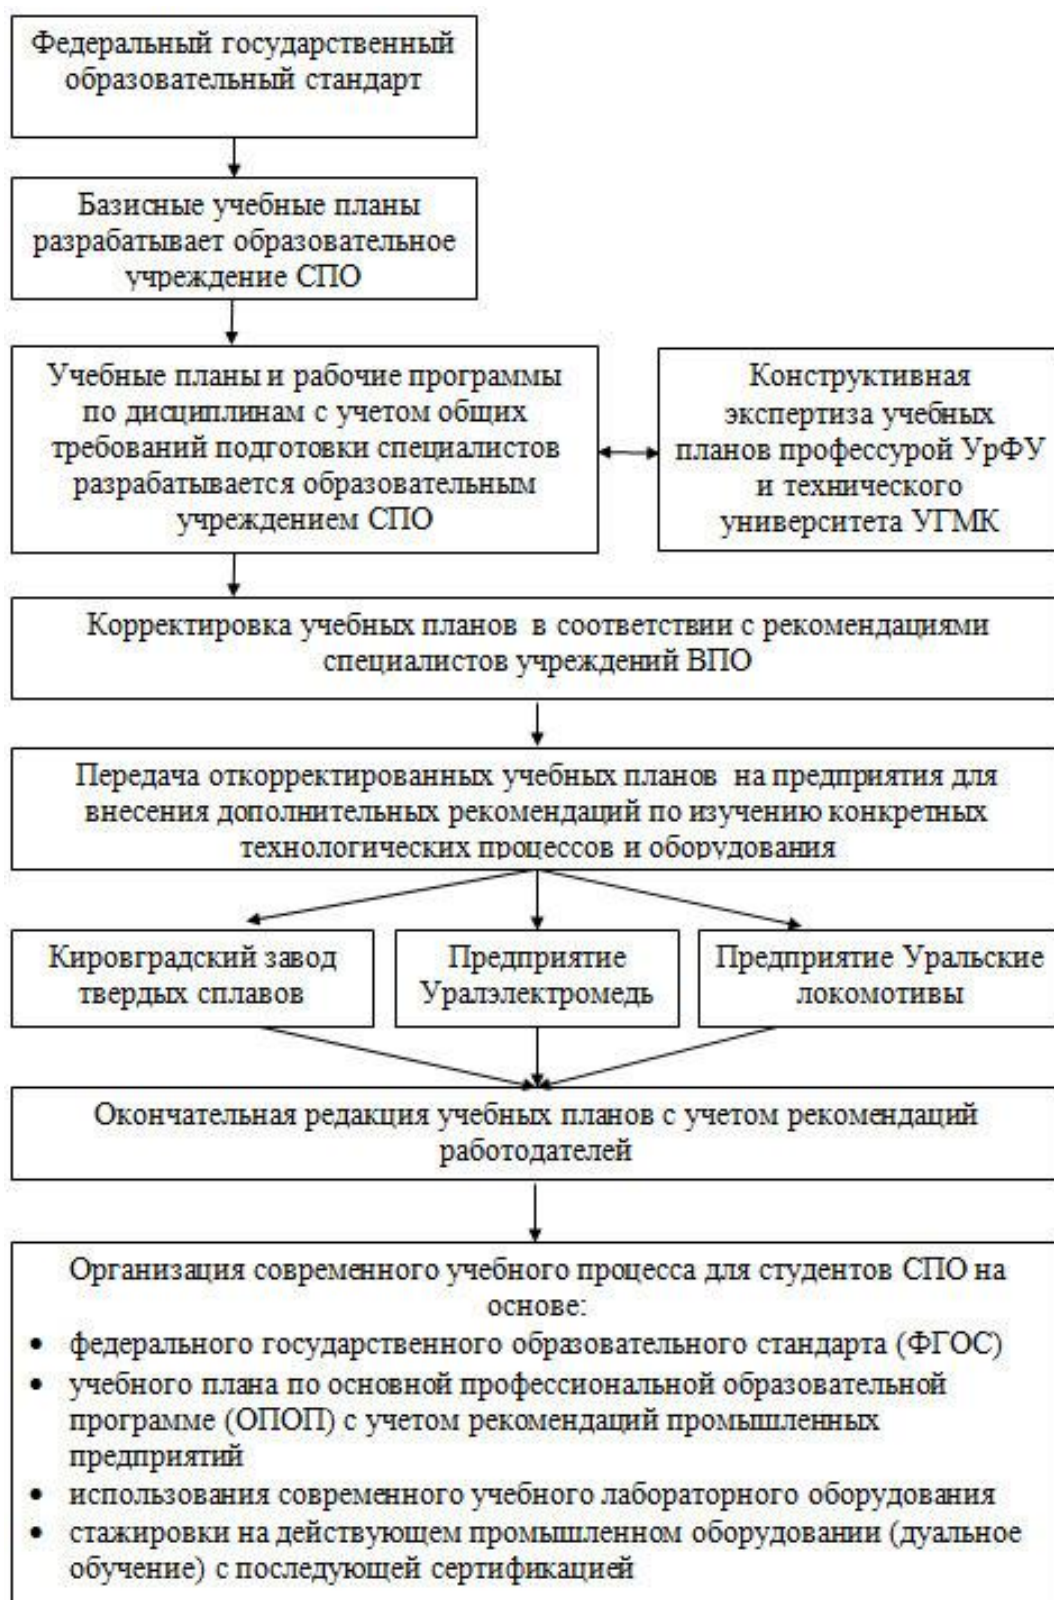 Федеральный государственный
образовательный стандарт
Базисные учебные планы
разрабатывает образовательное
учреждение СПО
Учебные планы и рабочие программы
по дисциплинам с учетом общих
требований подготовки специалистов
разрабатывается образовательным
учреждением СПО
Конструктивная
экспертиза учебных
планов профессурой УрФУ
и технического
университета УГМК
Корректировка учебных планов в соответствии с рекомендациями
специалистов учреждений ВПО
Передача откорректированных учебных планов на предприятия для
внесения дополнительных рекомендаций по изучению конкретных
технологических процессов и оборудования
Кировградский завод
твердых сплавов
Предприятие
Уралэлектромедь
Предприятие Уральские
локомотивы
Окончательная редакция учебных планов с учетом рекомендаций
работодателей
Организация современного учебного процесса для студентов СПО на
основе:
• федерального государственного образовательного стандарта (ФГОС)
• учебного плана по основной профессиональной образовательной
программе (ОПОП) с учетом рекомендаций промышленных
предприятий
• использования современного учебного лабораторного оборудования
• стажировки на действующем промышленном оборудовании (дуальное
обучение) с последующей сертификацией